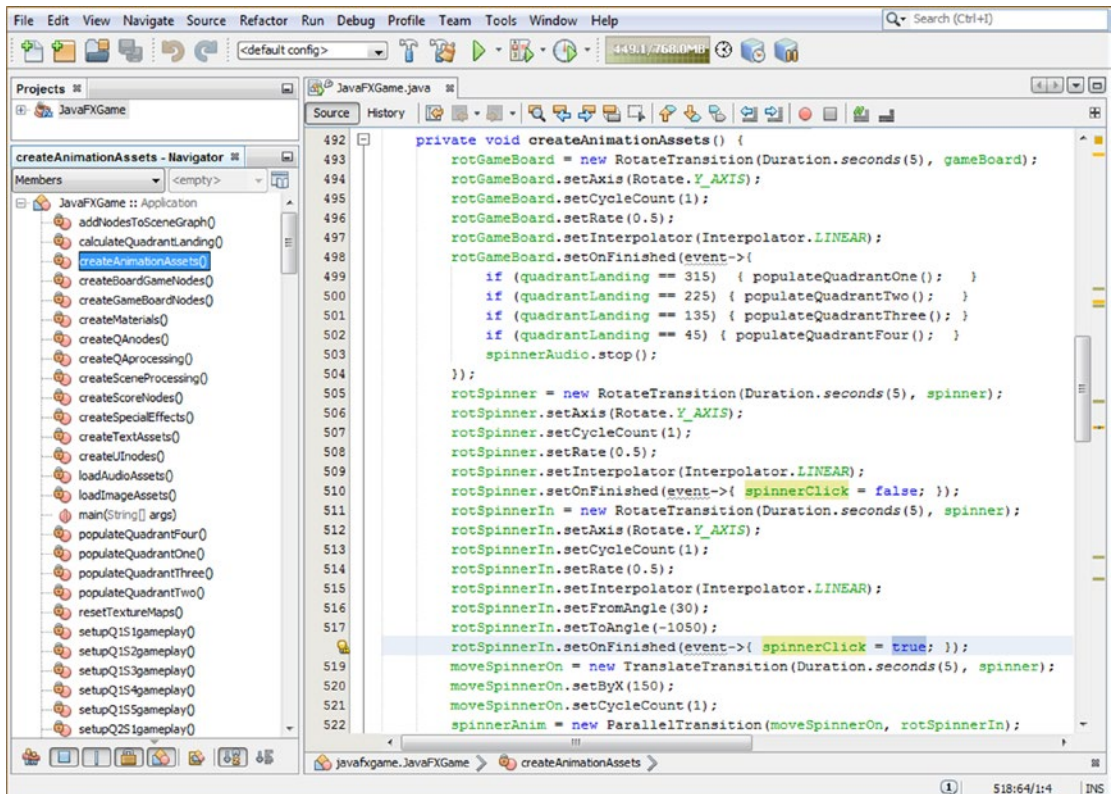 File Edit View Navigate Source Refactor Run Debug Profile Team Tools Window Help
Search (Ctrl+I)
<default config>
449.1/768.0MB
Projects
JavaFXGame
createAnimationAssets - Navigator
Members
<empty>
JavaFXGame :: Application
addNodesToSceneGraph()
calculateQuadrantLanding()
createAnimationAssets()
createBoardGameNodes()
createGameBoardNodes()
createMaterials()
createQAnodes()
createQAprocessing()
createSceneProcessing()
createScoreNodes()
createSpecialEffects()
createTextAssets()
createUInodes()
loadAudioAssets()
loadImageAssets()
main(String[] args)
populateQuadrantFour()
populateQuadrantOne()
populateQuadrantThree()
populateQuadrantTwo()
resetTextureMaps()
setupQ1S1gameplay()
setupQ1S2gameplay()
setupQ1S3gameplay()
setupQ1S4gameplay()
setupQ1S5gameplay()
setupQ2S1gameplay()
JavaFXGame.java
Source History
492 private void createAnimationAssets() {
493 rotGameBoard = new RotateTransition(Duration.seconds(5), gameBoard);
494 rotGameBoard.setAxis(Rotate.Y_AXIS);
495 rotGameBoard.setCycleCount(1);
496 rotGameBoard.setRate(0.5);
497 rotGameBoard.setInterpolator(Interpolator.LINEAR);
498 rotGameBoard.setOnFinished(event->{
499 if (quadrantLanding == 315) { populateQuadrantOne(); }
500 if (quadrantLanding == 225) { populateQuadrantTwo(); }
501 if (quadrantLanding == 135) { populateQuadrantThree(); }
502 if (quadrantLanding == 45) { populateQuadrantFour(); }
503 spinnerAudio.stop();
504 });
505 rotSpinner = new RotateTransition(Duration.seconds(5), spinner);
506 rotSpinner.setAxis(Rotate.Y_AXIS);
507 rotSpinner.setCycleCount(1);
508 rotSpinner.setRate(0.5);
509 rotSpinner.setInterpolator(Interpolator.LINEAR);
510 rotSpinner.setOnFinished(event->{ spinnerClick = false; });
511 rotSpinnerIn = new RotateTransition(Duration.seconds(5), spinner);
512 rotSpinnerIn.setAxis(Rotate.Y_AXIS);
513 rotSpinnerIn.setCycleCount(1);
514 rotSpinnerIn.setRate(0.5);
515 rotSpinnerIn.setInterpolator(Interpolator.LINEAR);
516 rotSpinnerIn.setFromAngle(30);
517 rotSpinnerIn.setToAngle(-1050);
rotSpinnerIn.setOnFinished(event->{ spinnerClick = true; });
519 moveSpinnerOn = new TranslateTransition(Duration.seconds(5), spinner);
520 moveSpinnerOn.setByX(150);
521 moveSpinnerOn.setCycleCount(1);
522 spinnerAnim = new ParallelTransition(moveSpinnerOn, rotSpinnerIn);
javafxgame.JavaFXGame
createAnimationAssets
1
518:64/1:4
INS